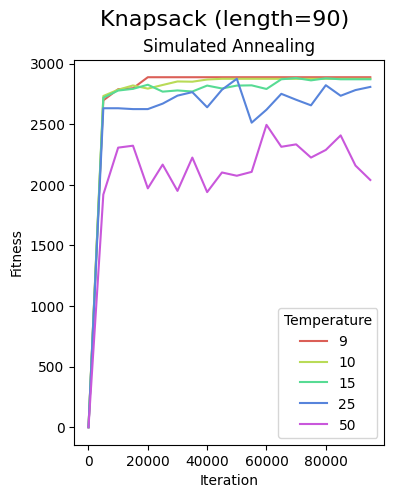 Knapsack (length=90)
Simulated Annealing
3000
2500
2000
1500
1000
500
0
Fitness
Temperature
9
10
15
25
50
0 20000 40000 60000 80000
Iteration